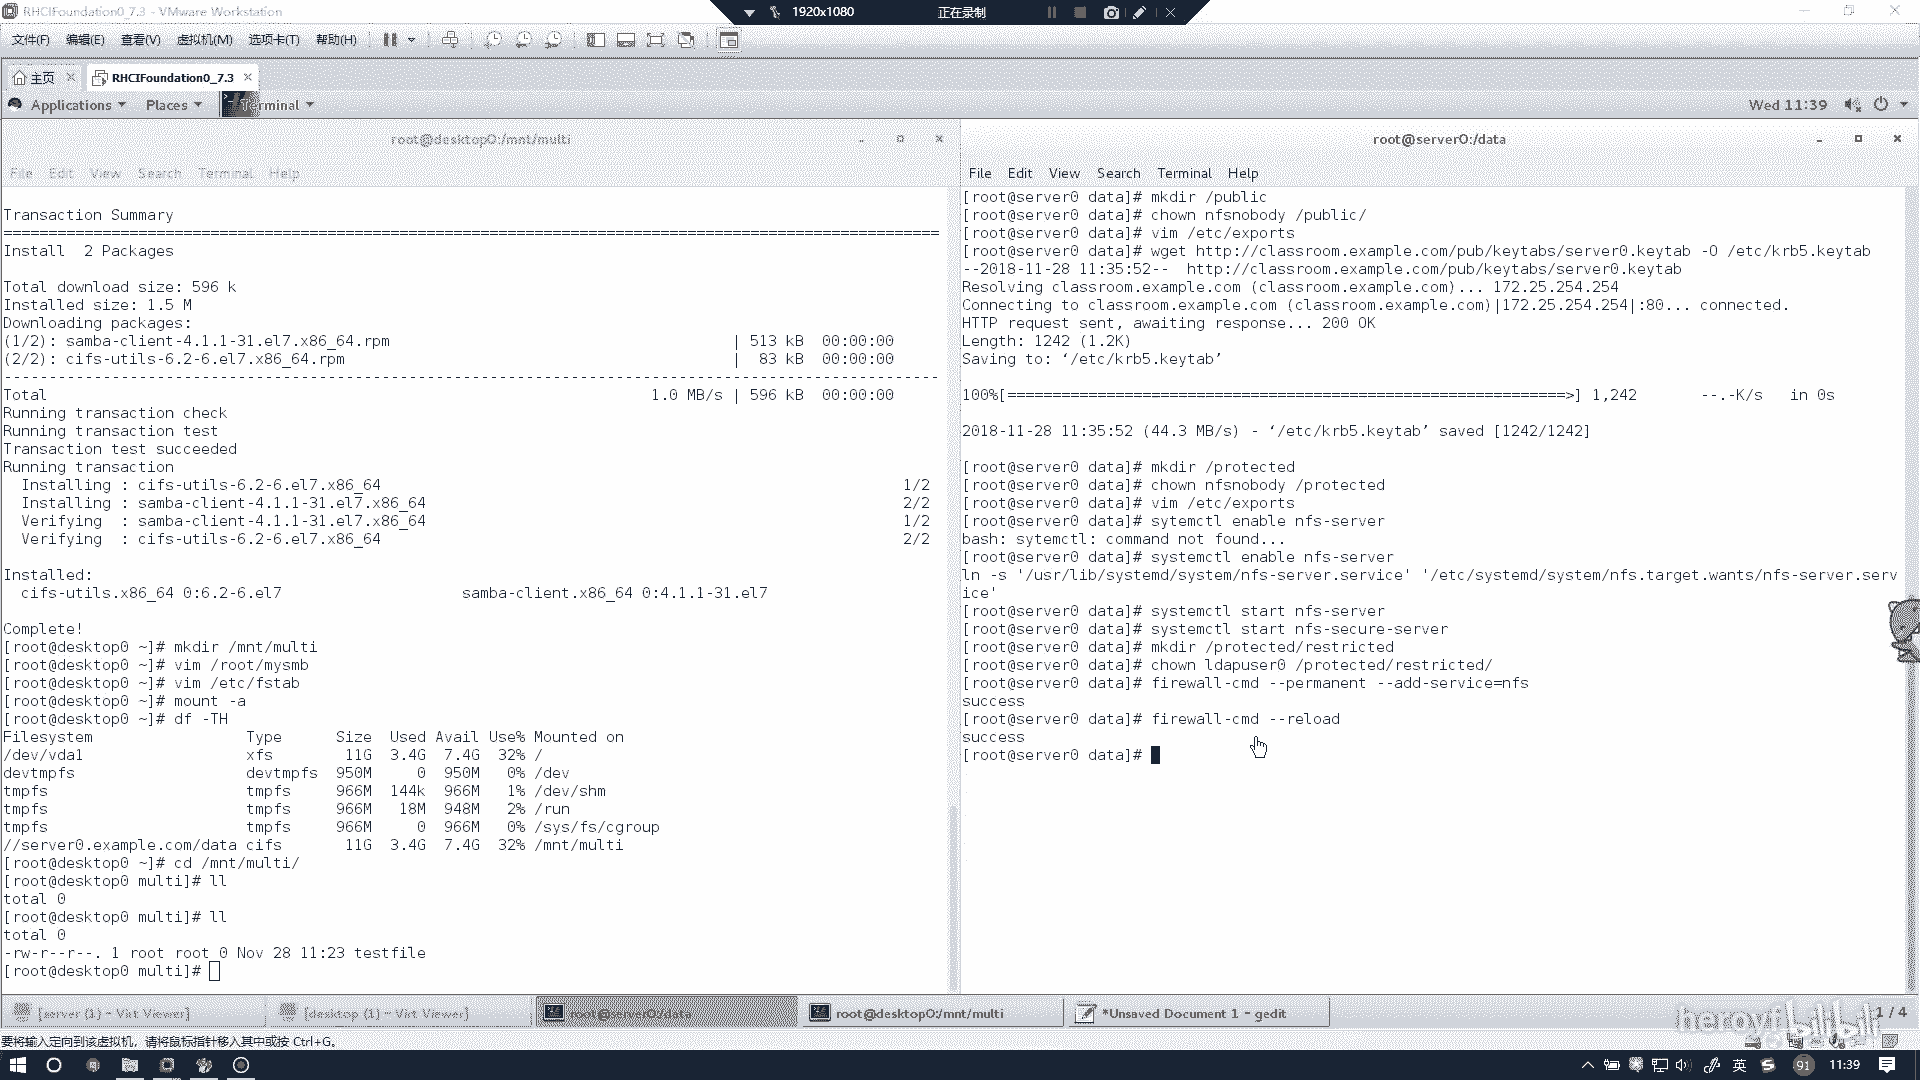 RHCIFoundation0_7.3 - VMware Workstation
1920x1080
正在录制
文件(F) 编辑(E) 查看(V) 虚拟机(M) 选项卡(T) 帮助(H)
主页
RHCIFoundation0_7.3
Applications Places Terminal
Wed 11:39
root@desktop0:/mnt/multi
File Edit View Search Terminal Help
Transaction Summary
================================================================================
Install  2 Packages
Total download size: 596 k
Installed size: 1.5 M
Downloading packages:
(1/2): samba-client-4.1.1-31.el7.x86_64.rpm | 513 kB 00:00:00
(2/2): cifs-utils-6.2-6.el7.x86_64.rpm | 83 kB 00:00:00
--------------------------------------------------------------------------------
Total 1.0 MB/s | 596 kB 00:00:00
Running transaction check
Running transaction test
Transaction test succeeded
Running transaction
Installing : cifs-utils-6.2-6.el7.x86_64 1/2
Installing : samba-client-4.1.1-31.el7.x86_64 2/2
Verifying : samba-client-4.1.1-31.el7.x86_64 1/2
Verifying : cifs-utils-6.2-6.el7.x86_64 2/2
Installed:
cifs-utils.x86_64 0:6.2-6.el7 samba-client.x86_64 0:4.1.1-31.el7
Complete!
[root@desktop0 ~]# mkdir /mnt/multi
[root@desktop0 ~]# vim /root/mysmb
[root@desktop0 ~]# vim /etc/fstab
[root@desktop0 ~]# mount -a
[root@desktop0 ~]# df -TH
Filesystem Type Size Used Avail Use% Mounted on
/dev/vda1 xfs 11G 3.4G 7.4G 32% /
devtmpfs devtmpfs 950M 0 950M 0% /dev
tmpfs tmpfs 966M 144k 966M 1% /dev/shm
tmpfs tmpfs 966M 18M 948M 2% /run
tmpfs tmpfs 966M 0 966M 0% /sys/fs/cgroup
//server0.example.com/data cifs 11G 3.4G 7.4G 32% /mnt/multi
[root@desktop0 ~]# cd /mnt/multi/
[root@desktop0 multi]# ll
total 0
[root@desktop0 multi]# ll
total 0
-rw-r--r--. 1 root root 0 Nov 28 11:23 testfile
[root@desktop0 multi]#
root@server0:/data
File Edit View Search Terminal Help
[root@server0 data]# mkdir /public
[root@server0 data]# chown nfsnobody /public/
[root@server0 data]# vim /etc/exports
[root@server0 data]# wget http://classroom.example.com/pub/keytabs/server0.keytab -O /etc/krb5.keytab
--2018-11-28 11:35:52--  http://classroom.example.com/pub/keytabs/server0.keytab
Resolving classroom.example.com (classroom.example.com)... 172.25.254.254
Connecting to classroom.example.com (classroom.example.com)|172.25.254.254|:80... connected.
HTTP request sent, awaiting response... 200 OK
Length: 1242 (1.2K)
Saving to: ‘/etc/krb5.keytab’
100%[==============================================================>] 1,242 --.-K/s in 0s
2018-11-28 11:35:52 (44.3 MB/s) - ‘/etc/krb5.keytab’ saved [1242/1242]
[root@server0 data]# mkdir /protected
[root@server0 data]# chown nfsnobody /protected
[root@server0 data]# vim /etc/exports
[root@server0 data]# sytemctl enable nfs-server
bash: sytemctl: command not found...
[root@server0 data]# systemctl enable nfs-server
ln -s '/usr/lib/systemd/system/nfs-server.service' '/etc/systemd/system/nfs.target.wants/nfs-server.serv
ice'
[root@server0 data]# systemctl start nfs-server
[root@server0 data]# systemctl start nfs-secure-server
[root@server0 data]# mkdir /protected/restricted
[root@server0 data]# chown ldapuser0 /protected/restricted/
[root@server0 data]# firewall-cmd --permanent --add-service=nfs
success
[root@server0 data]# firewall-cmd --reload
success
[root@server0 data]#
[server (1) - Virt Viewer] [desktop (1) - Virt Viewer] root@server0:/data root@desktop0:/mnt/multi *Unsaved Document 1 - gedit 1 / 4
bilibili
要将输入定向到该虚拟机，请将鼠标指针移入其中或按 Ctrl+G。
英 91 11:39